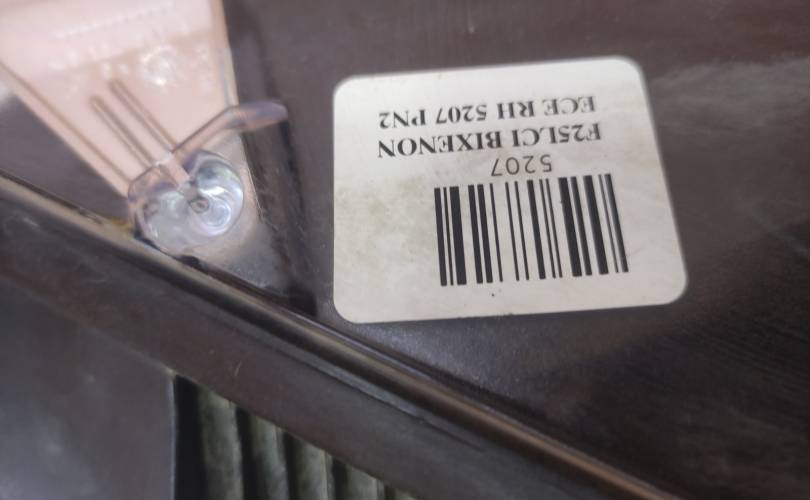 5207
F25LCI BIXENON
ECE RH 5207 PN2